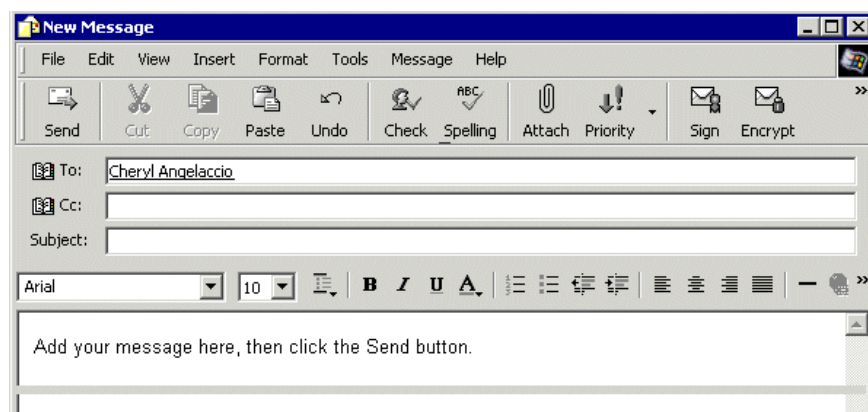 New Message
File Edit View Insert Format Tools Message Help
ABC
Send Cut Copy Paste Undo Check Spelling Attach Priority Sign Encrypt
To: Cheryl Angelaccio
Cc:
Subject:
Arial 10 B I U A
Add your message here, then click the Send button.